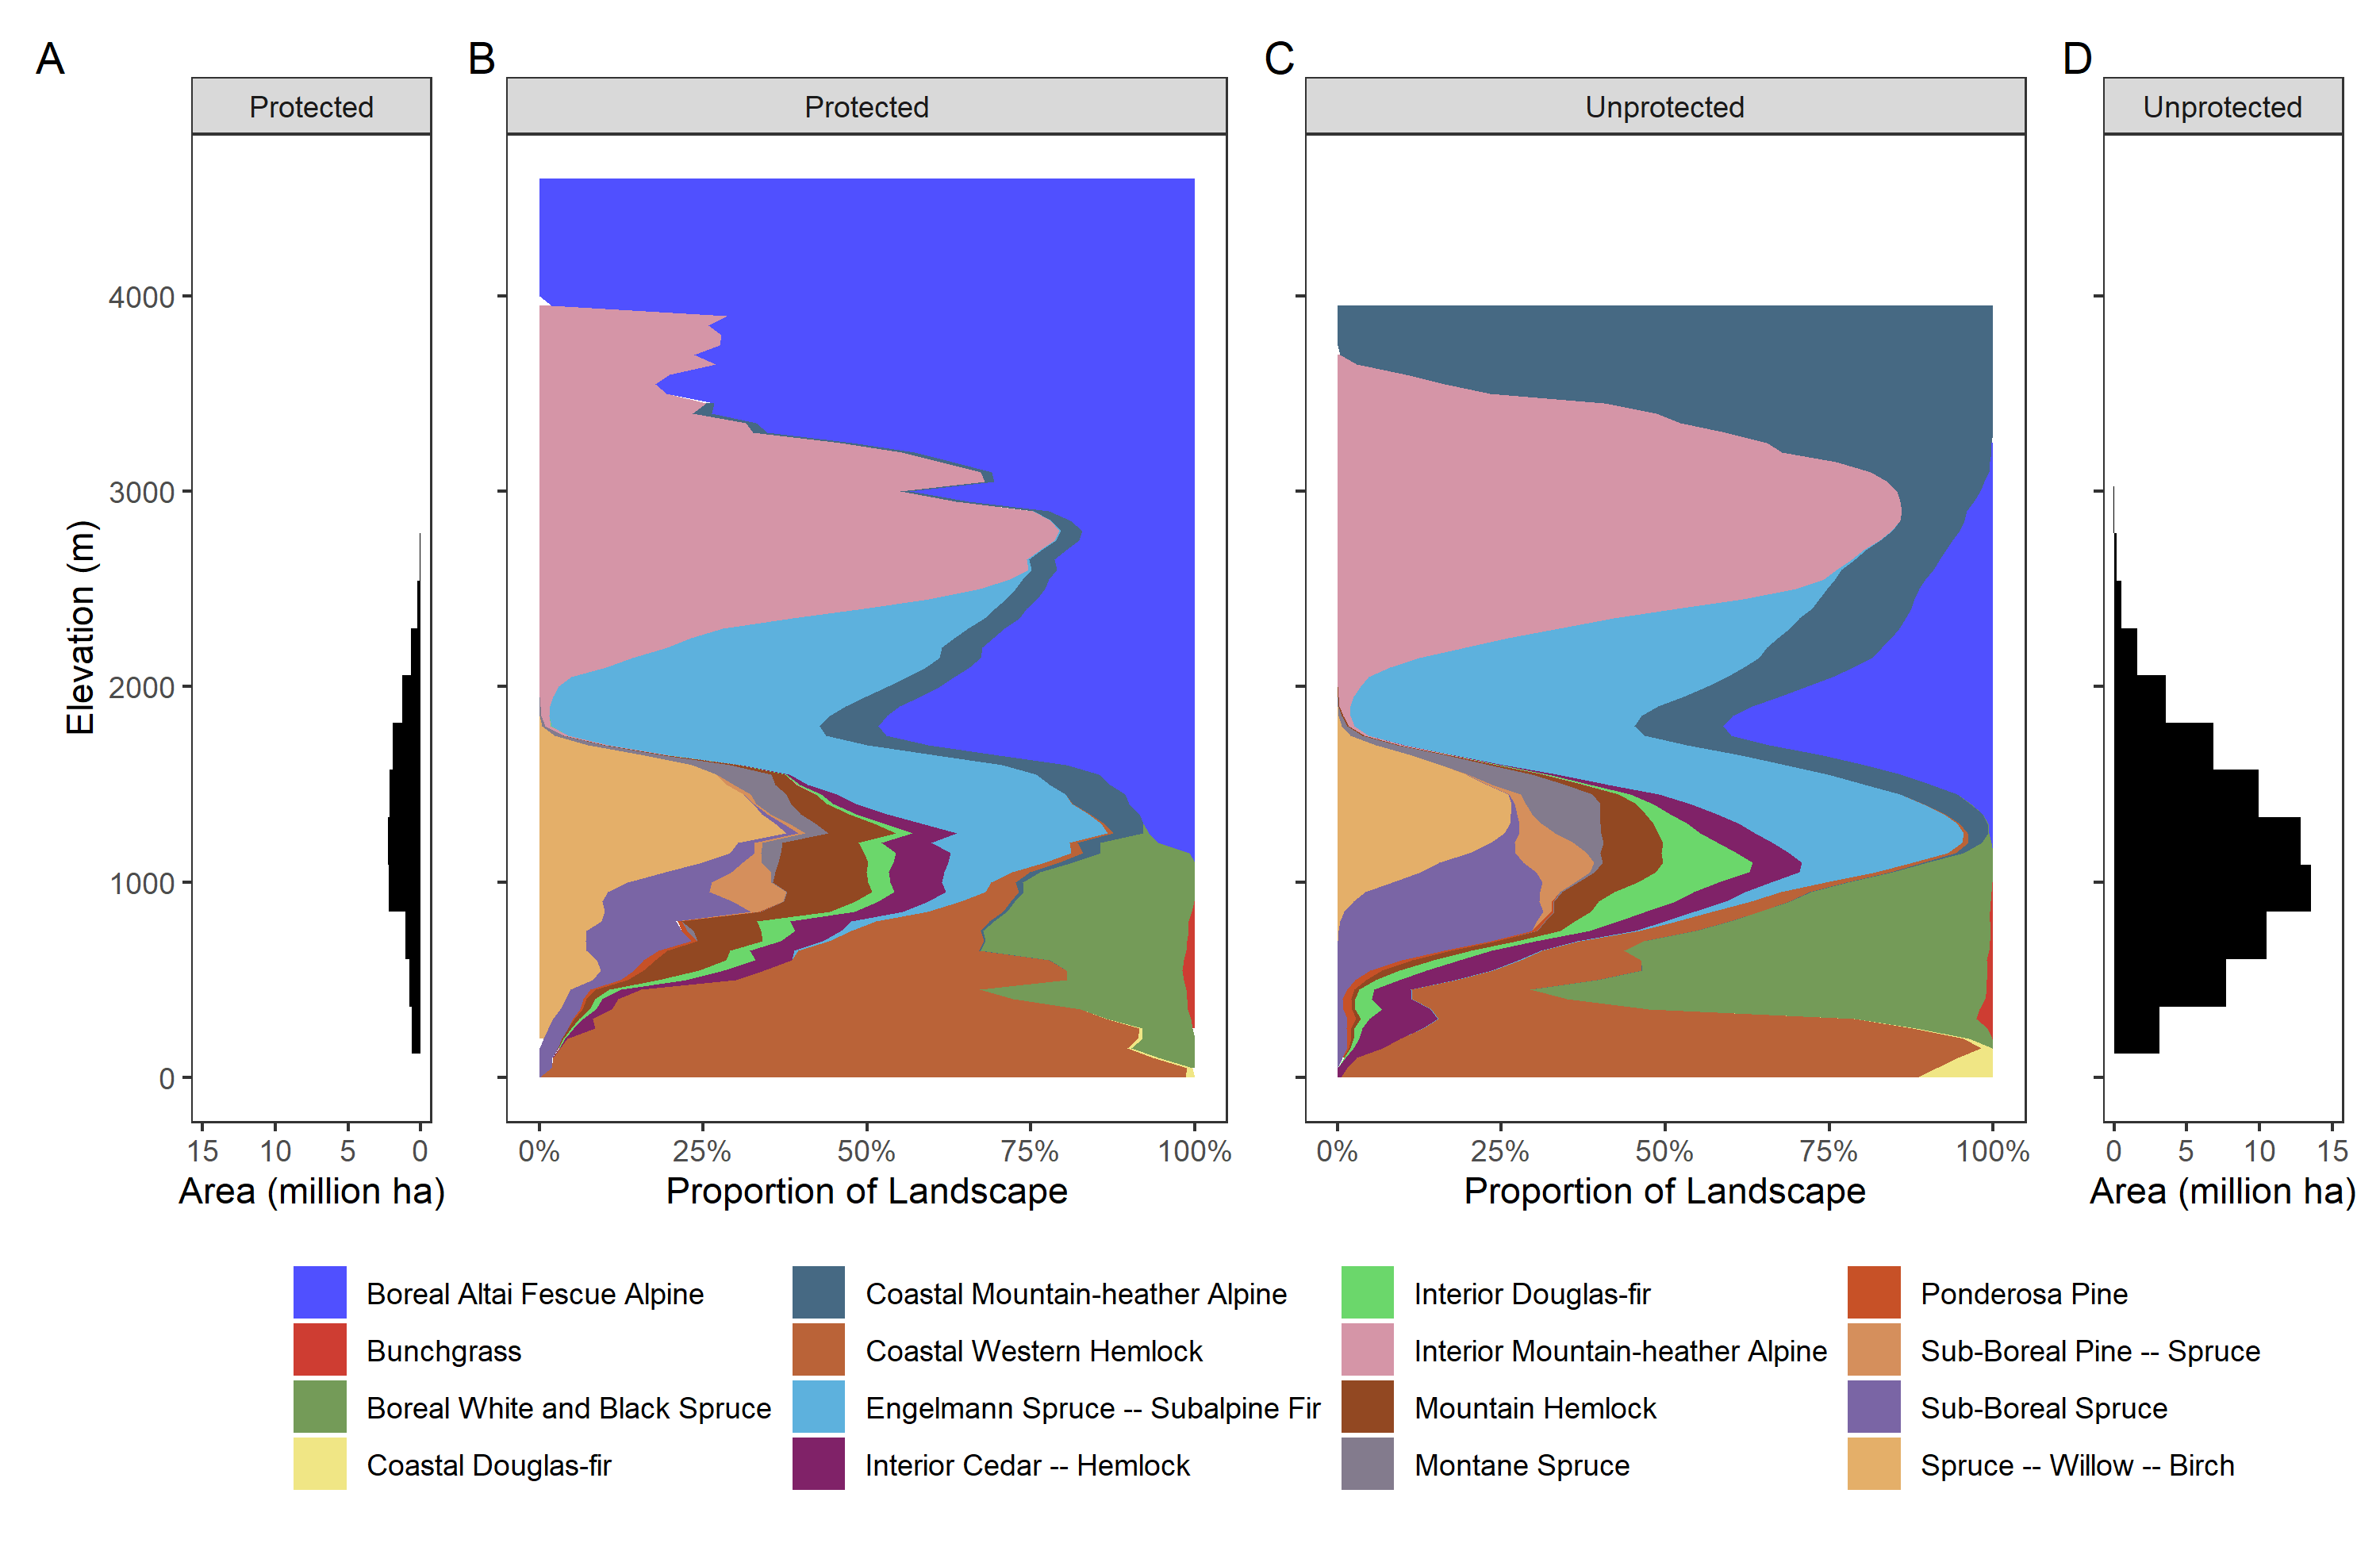 A
B
C
D
Protected
Protected
Unprotected
Unprotected
Elevation (m)
4000
3000
2000
1000
0
15 10 5 0
0% 25% 50% 75% 100%
0% 25% 50% 75% 100%
0 5 10 15
Area (million ha)
Proportion of Landscape
Proportion of Landscape
Area (million ha)
Boreal Altai Fescue Alpine
Bunchgrass
Boreal White and Black Spruce
Coastal Douglas-fir
Coastal Mountain-heather Alpine
Coastal Western Hemlock
Engelmann Spruce -- Subalpine Fir
Interior Cedar -- Hemlock
Interior Douglas-fir
Interior Mountain-heather Alpine
Mountain Hemlock
Montane Spruce
Ponderosa Pine
Sub-Boreal Pine -- Spruce
Sub-Boreal Spruce
Spruce -- Willow -- Birch